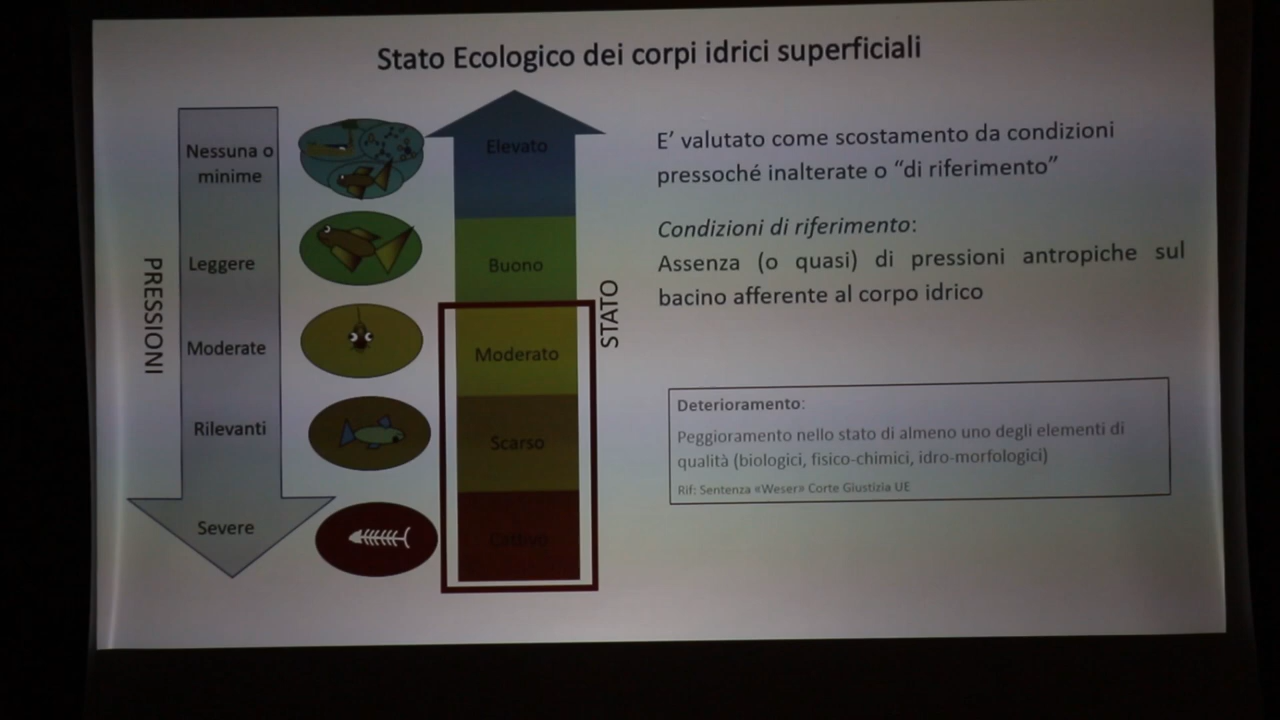 Stato Ecologico dei corpi idrici superficiali
PRESSIONI
Nessuna o
minime
Leggere
Moderate
Rilevanti
Severe
Elevato
Buono
Moderato
Scarso
Cattivo
STATO
E' valutato come scostamento da condizioni
pressoché inalterate o “di riferimento”
Condizioni di riferimento:
Assenza (o quasi) di pressioni antropiche sul
bacino afferente al corpo idrico
Deterioramento:
Peggioramento nello stato di almeno uno degli elementi di
qualità (biologici, fisico-chimici, idro-morfologici)
Rif: Sentenza «Weser» Corte Giustizia UE